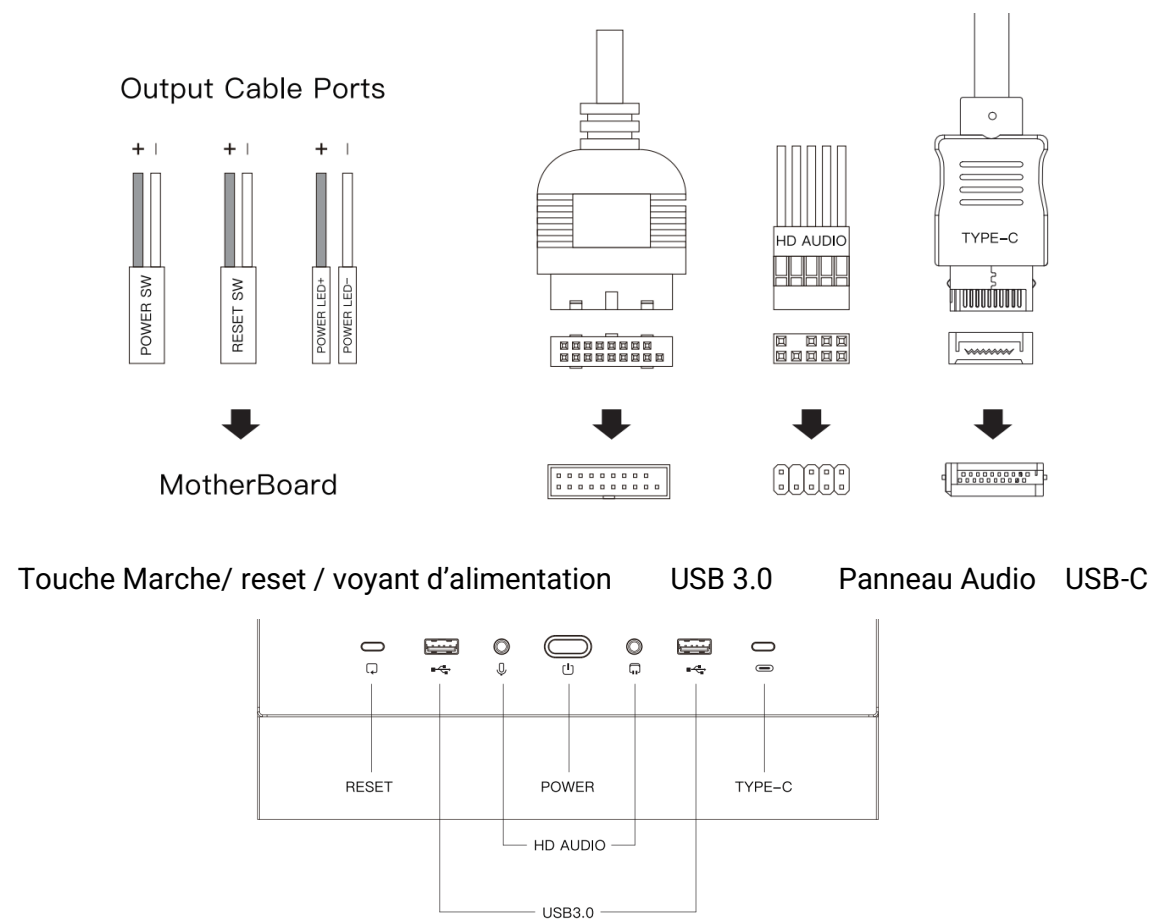 Output Cable Ports
+ − + − + −
POWER SW
RESET SW
POWER LED+
POWER LED−
HD AUDIO
TYPE-C
MotherBoard
Touche Marche/ reset / voyant d’alimentation USB 3.0 Panneau Audio USB-C
RESET POWER TYPE-C
HD AUDIO
USB3.0